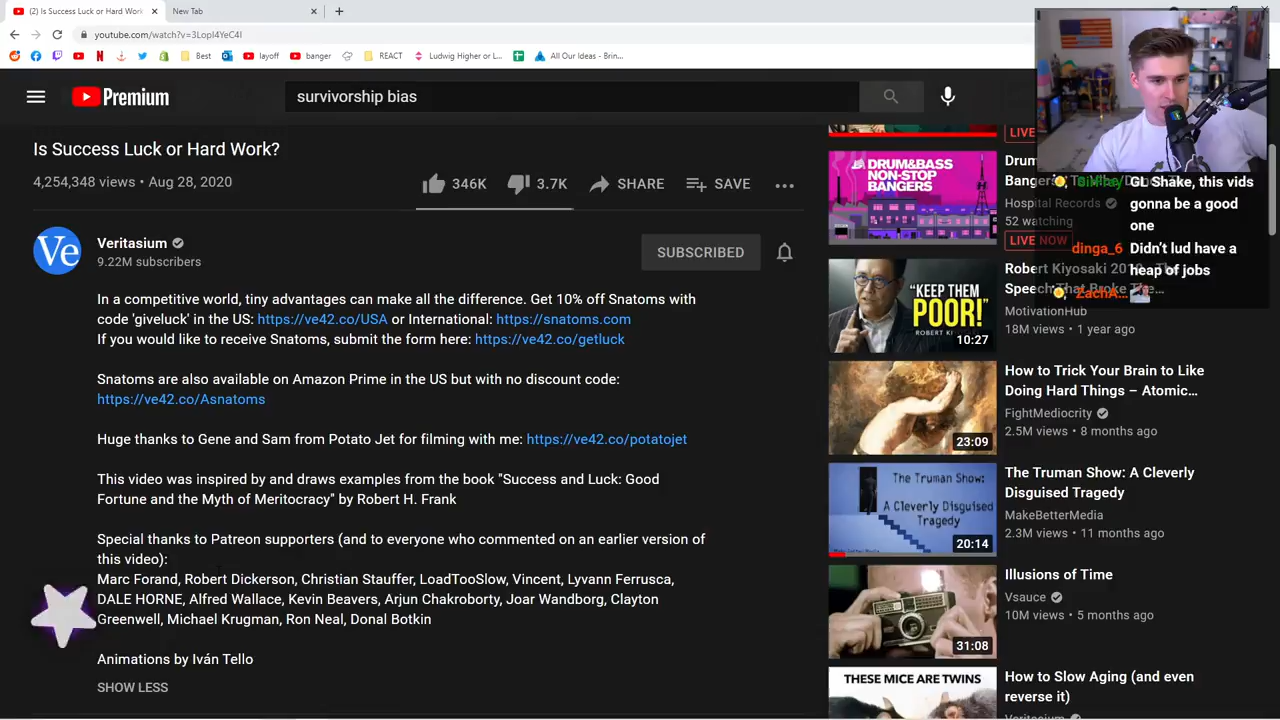 (2) Is Success Luck or Hard Work
New Tab
youtube.com/watch?v=3LopI4YeC4I
Best
layoff
banger
REACT
Ludwig Higher or L...
All Our Ideas - Brin...
Premium
survivorship bias
Is Success Luck or Hard Work?
4,254,348 views • Aug 28, 2020
346K
3.7K
SHARE
SAVE
Ve
Veritasium
9.22M subscribers
SUBSCRIBED
In a competitive world, tiny advantages can make all the difference. Get 10% off Snatoms with
code 'giveluck' in the US: https://ve42.co/USA or International: https://snatoms.com
If you would like to receive Snatoms, submit the form here: https://ve42.co/getluck
Snatoms are also available on Amazon Prime in the US but with no discount code:
https://ve42.co/Asnatoms
Huge thanks to Gene and Sam from Potato Jet for filming with me: https://ve42.co/potatojet
This video was inspired by and draws examples from the book "Success and Luck: Good
Fortune and the Myth of Meritocracy" by Robert H. Frank
Special thanks to Patreon supporters (and to everyone who commented on an earlier version of
this video):
Marc Forand, Robert Dickerson, Christian Stauffer, LoadTooSlow, Vincent, Lyvann Ferrusca,
DALE HORNE, Alfred Wallace, Kevin Beavers, Arjun Chakroborty, Joar Wandborg, Clayton
Greenwell, Michael Krugman, Ron Neal, Donal Botkin
Animations by Iván Tello
SHOW LESS
LIVE
DRUM&BASS
NON-STOP
BANGERS
Drum
Bangers
Hospital Records
52 watching
LIVE NOW
GL Shake, this vids
gonna be a good
one
dinga_6 Didn't lud have a
heap of jobs
ZachA...
"KEEP THEM
POOR!"
ROBERT KI
10:27
Robert Kiyosaki
Speech That Broke
MotivationHub
18M views • 1 year ago
23:09
How to Trick Your Brain to Like
Doing Hard Things – Atomic...
FightMediocrity
2.5M views • 8 months ago
The Truman Show:
A Cleverly Disguised
Tragedy
20:14
The Truman Show: A Cleverly
Disguised Tragedy
MakeBetterMedia
2.3M views • 11 months ago
31:08
Illusions of Time
Vsauce
10M views • 5 months ago
THESE MICE ARE TWINS
How to Slow Aging (and even
reverse it)
Veritasium